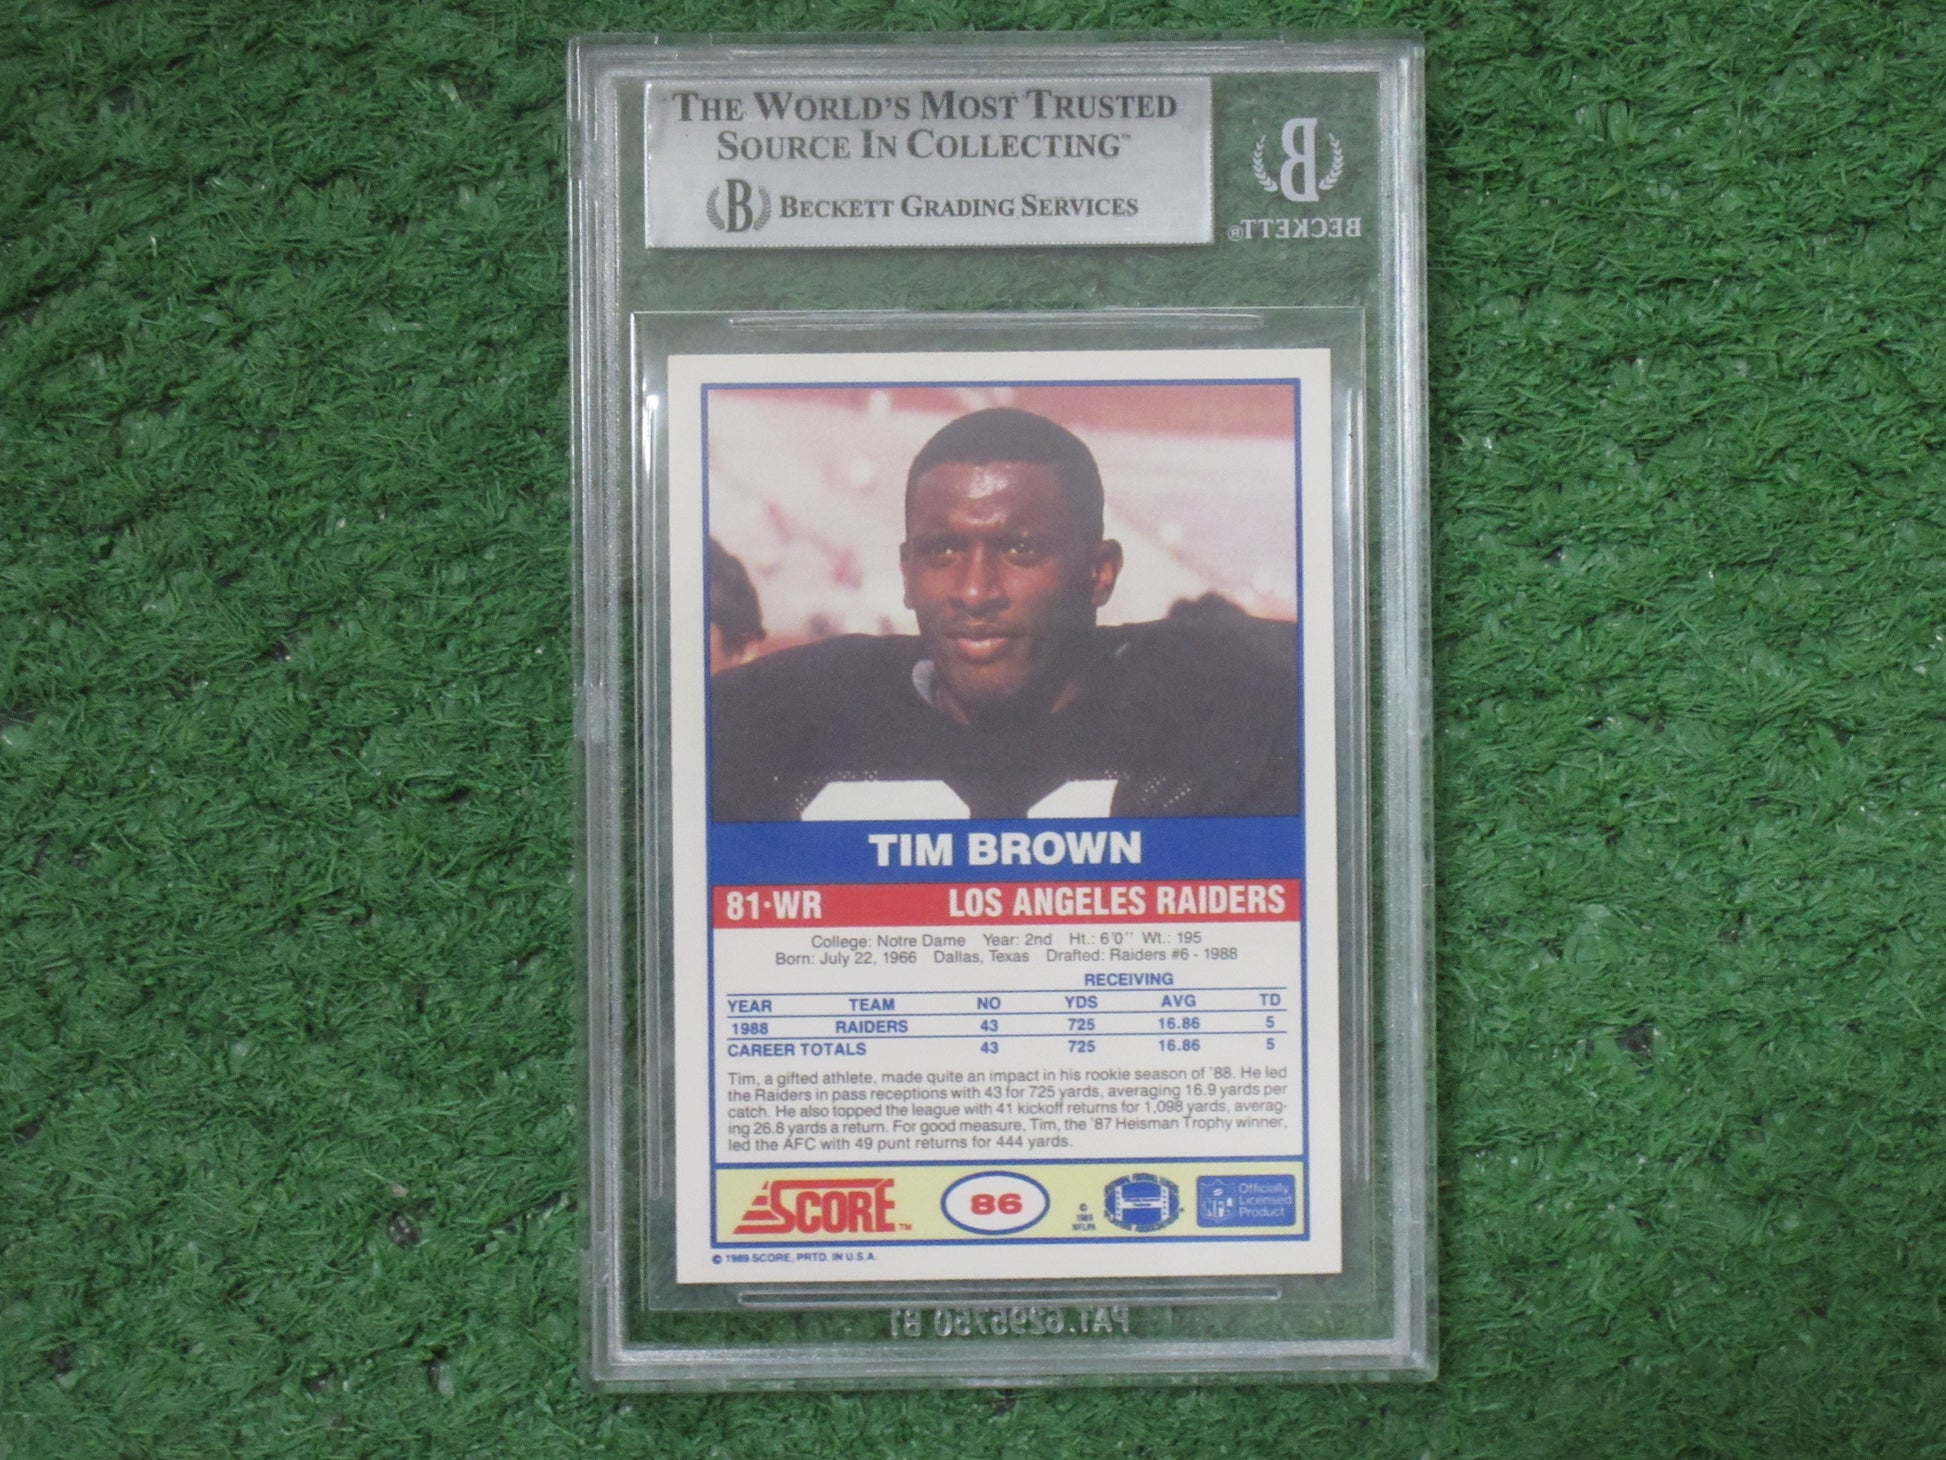 THE WORLD'S MOST TRUSTED
SOURCE IN COLLECTING™
B BECKETT GRADING SERVICES
B
BECKETT®
TIM BROWN
81·WR LOS ANGELES RAIDERS
College: Notre Dame Year: 2nd Ht.: 6'0'' Wt.: 195
Born: July 22, 1966 Dallas, Texas Drafted: Raiders #6 - 1988
RECEIVING
YEAR TEAM NO YDS AVG TD
1988 RAIDERS 43 725 16.86 5
CAREER TOTALS 43 725 16.86 5
Tim, a gifted athlete, made quite an impact in his rookie season of '88. He led
the Raiders in pass receptions with 43 for 725 yards, averaging 16.9 yards per
catch. He also topped the league with 41 kickoff returns for 1,098 yards, averag-
ing 26.8 yards a return. For good measure, Tim, the '87 Heisman Trophy winner,
led the AFC with 49 punt returns for 444 yards.
SCORE™
86
©
1989
NFLPA
NFL
Officially
Licensed
Product
© 1989 SCORE, PRTD. IN U.S.A.
PAT. 6295750 B1